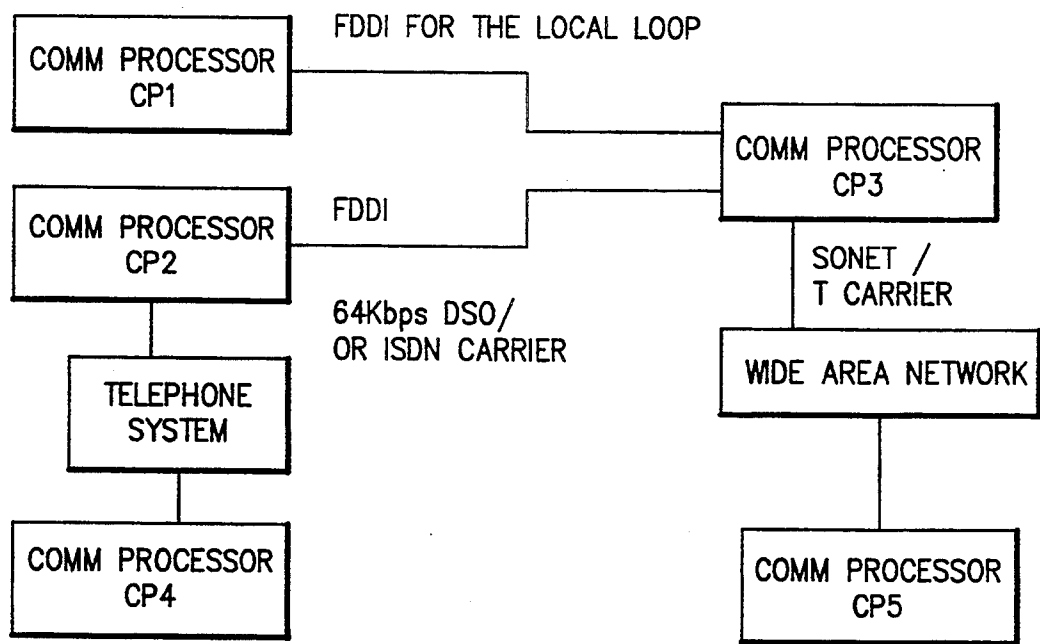 FDDI FOR THE LOCAL LOOP
COMM PROCESSOR
CP1
COMM PROCESSOR
CP3
COMM PROCESSOR
CP2
FDDI
SONET /
T CARRIER
64Kbps DSO/
OR ISDN CARRIER
TELEPHONE
SYSTEM
WIDE AREA NETWORK
COMM PROCESSOR
CP4
COMM PROCESSOR
CP5